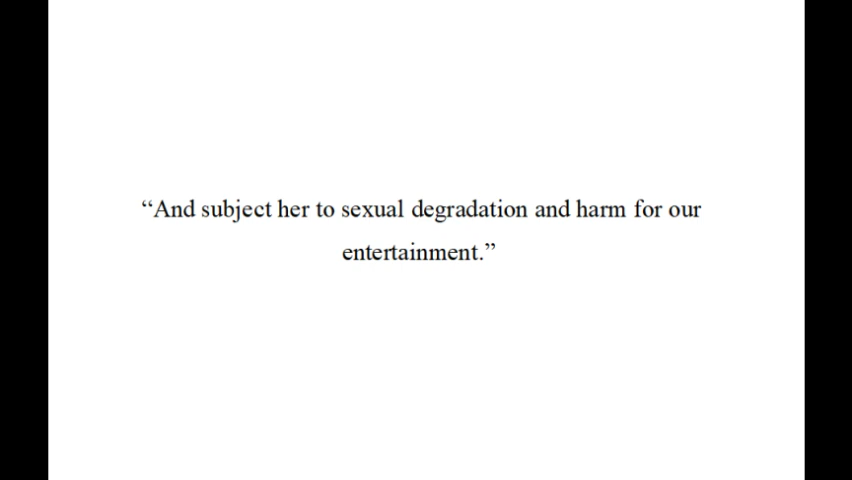 “And subject her to sexual degradation and harm for our
entertainment.”